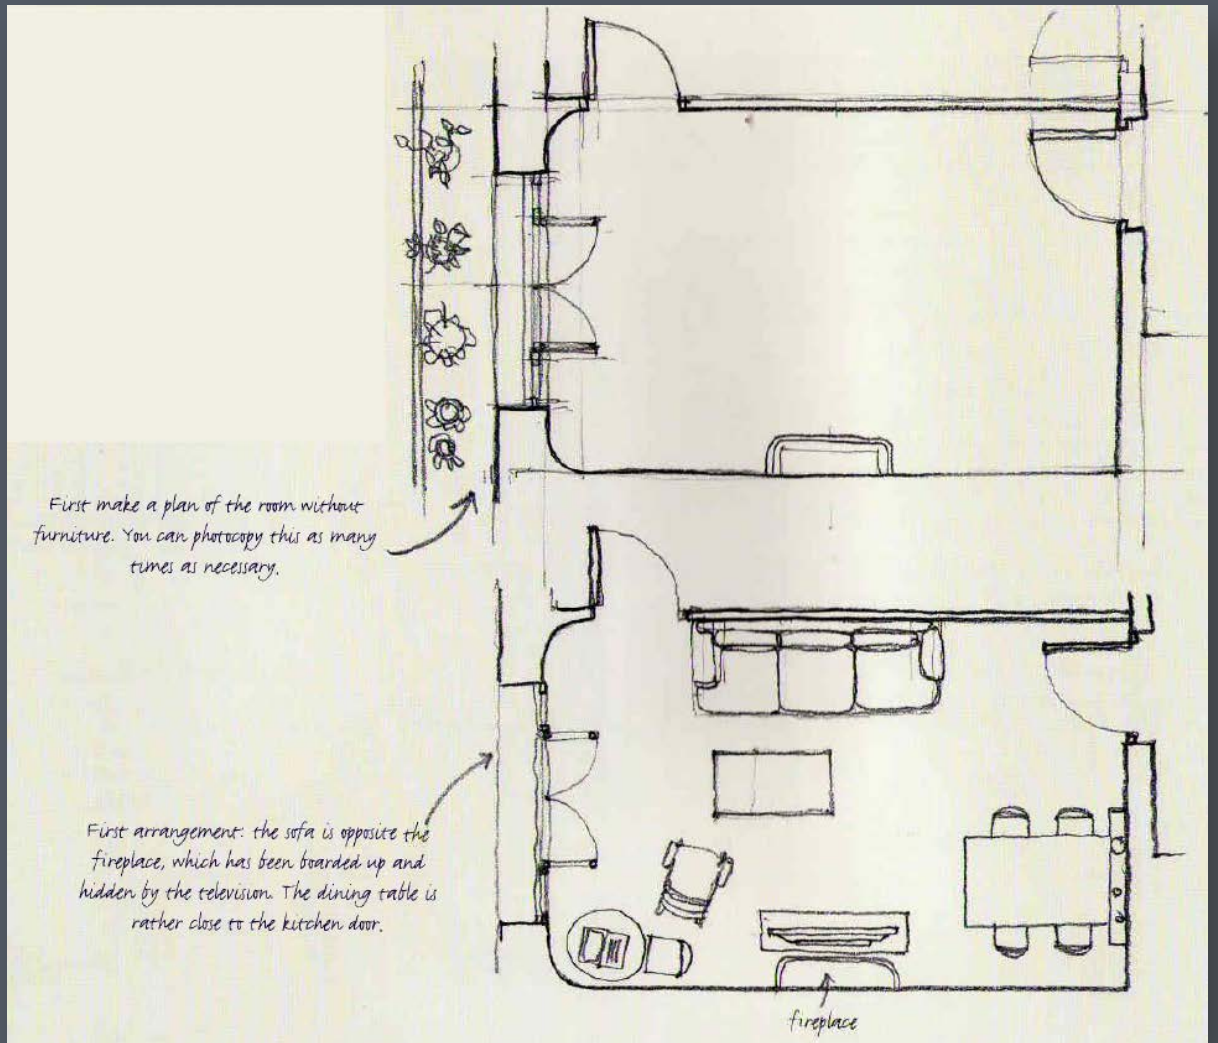 First make a plan of the room without
furniture. You can photocopy this as many
times as necessary.
First arrangement: the sofa is opposite the
fireplace, which has been boarded up and
hidden by the television. The dining table is
rather close to the kitchen door.
fireplace